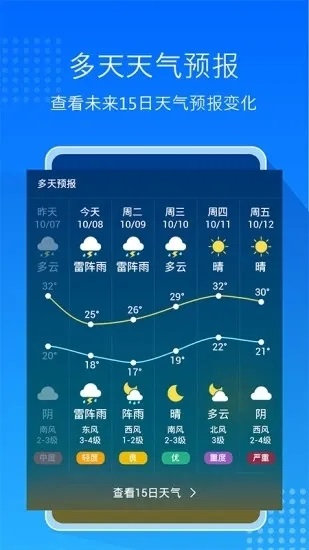 多天天气预报
查看未来15日天气预报变化
多天预报
昨天 今天 周二 周三 周四 周五
10/07 10/08 10/09 10/10 10/11 10/12
多云 雷阵雨 雷阵雨 多云 晴 晴
32° 25° 26° 29° 32° 30°
20° 18° 17° 19° 22° 21°
阴 雷阵雨 阵雨 晴 多云 阴
南风 东风 西风 南风 北风 西风
2-3级 3-4级 1-2级 2-3级 3级 2-3级
中度 轻度 良 优 重度 严重
查看15日天气 >